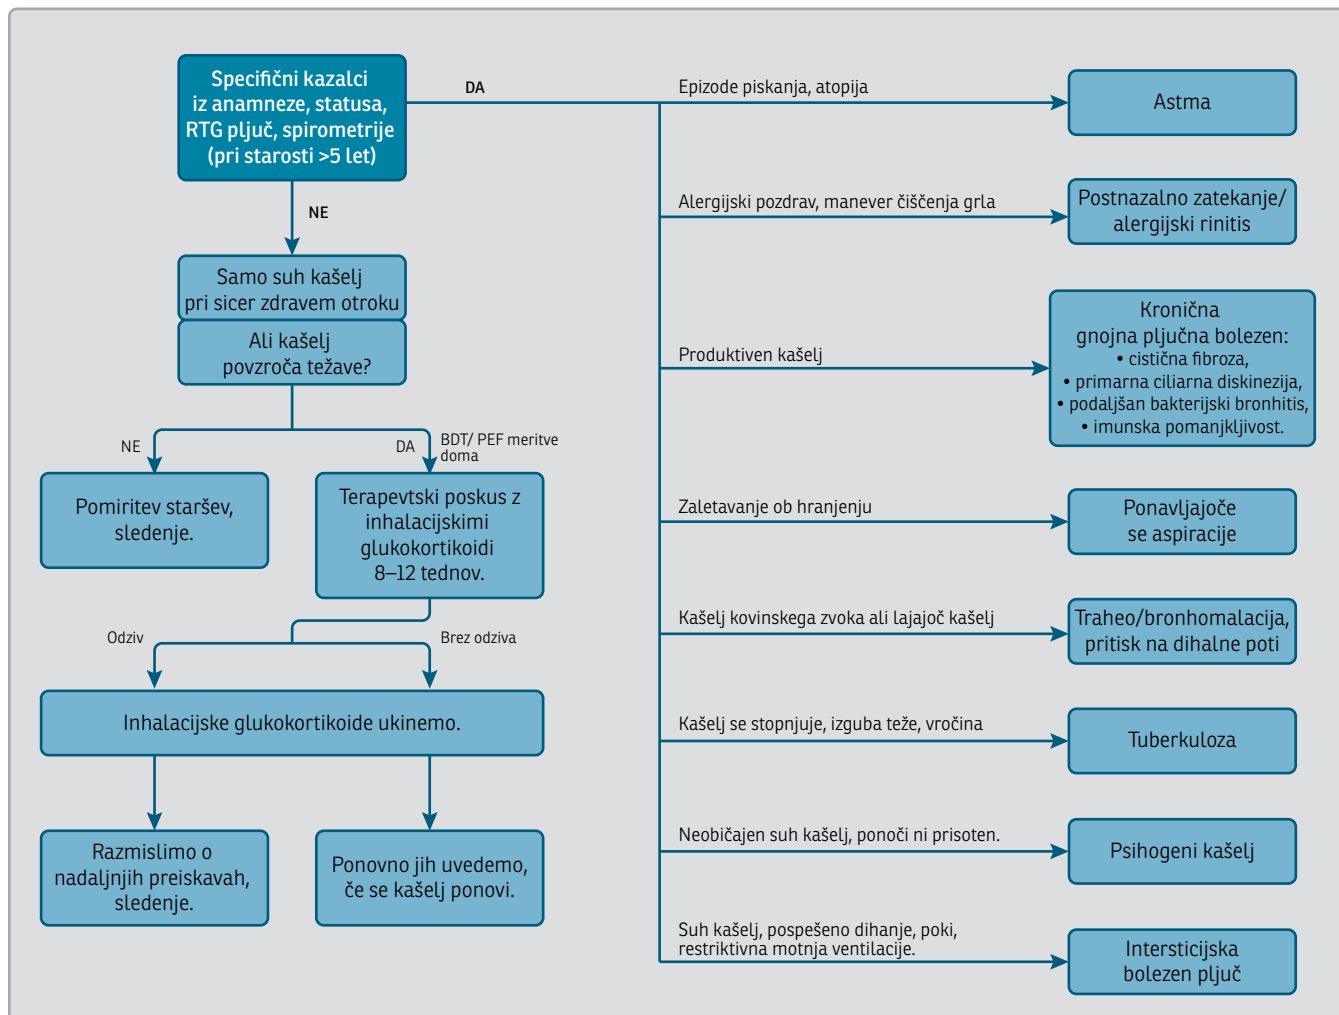 Specifični kazalci
iz anamneze, statusa,
RTG pljuč, spirometrije
(pri starosti >5 let)
DA
NE
Samo suh kašelj
pri sicer zdravem otroku
Ali kašelj
povzroča težave?
NE
DA
BDT/ PEF meritve
doma
Pomiritev staršev,
sledenje.
Terapevtski poskus z
inhalacijskimi
glukokortikoidi
8–12 tednov.
Odziv
Brez odziva
Inhalacijske glukokortikoide ukinemo.
Razmislimo o
nadaljnjih preiskavah,
sledenje.
Ponovno jih uvedemo,
če se kašelj ponovi.
Epizode piskanja, atopija
Astma
Alergijski pozdrav, manever čiščenja grla
Postnazalno zatekanje/
alergijski rinitis
Produktiven kašelj
Kronična
gnojna pljučna bolezen:
• cistična fibroza,
• primarna ciliarna diskinezija,
• podaljšan bakterijski bronhitis,
• imunska pomanjkljivost.
Zaletavanje ob hranjenju
Ponavljajoče
se aspiracije
Kašelj kovinskega zvoka ali lajajoč kašelj
Traheo/bronhomalacija,
pritisk na dihalne poti
Kašelj se stopnjuje, izguba teže, vročina
Tuberkuloza
Neobičajen suh kašelj, ponoči ni prisoten.
Psihogeni kašelj
Suh kašelj, pospešeno dihanje, poki,
restriktivna motnja ventilacije.
Intersticijska
bolezen pljuč